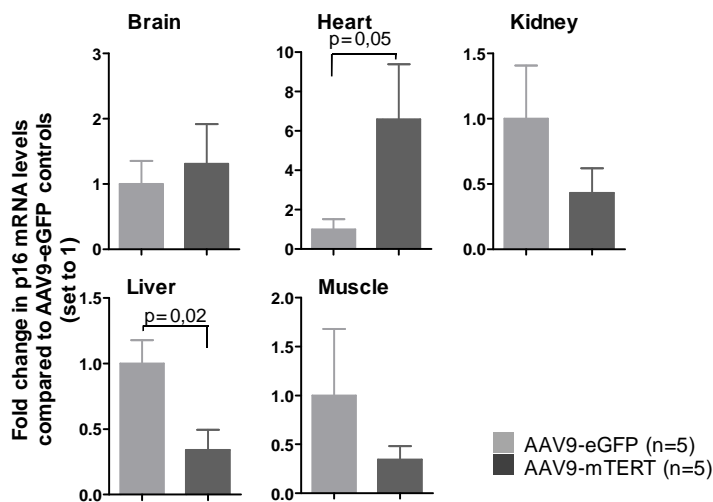 Brain
Heart
Kidney
Fold change in p16 mRNA levels
compared to AAV9-eGFP controls
(set to 1)
3
2
1
0
p=0,05
10
8
6
4
2
0
1.5
1.0
0.5
0.0
Liver
Muscle
p=0,02
1.5
1.0
0.5
0.0
2.0
1.5
1.0
0.5
0.0
AAV9-eGFP (n=5)
AAV9-mTERT (n=5)